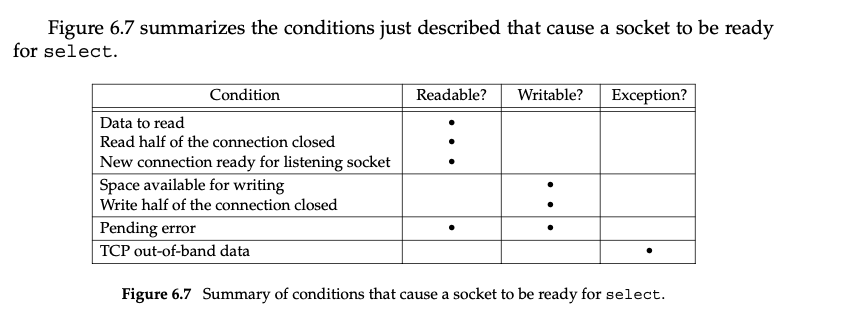 Figure 6.7 summarizes the conditions just described that cause a socket to be ready
for select.
Condition Readable? Writable? Exception?
Data to read •
Read half of the connection closed •
New connection ready for listening socket •
Space available for writing •
Write half of the connection closed •
Pending error • •
TCP out-of-band data •
Figure 6.7 Summary of conditions that cause a socket to be ready for select.